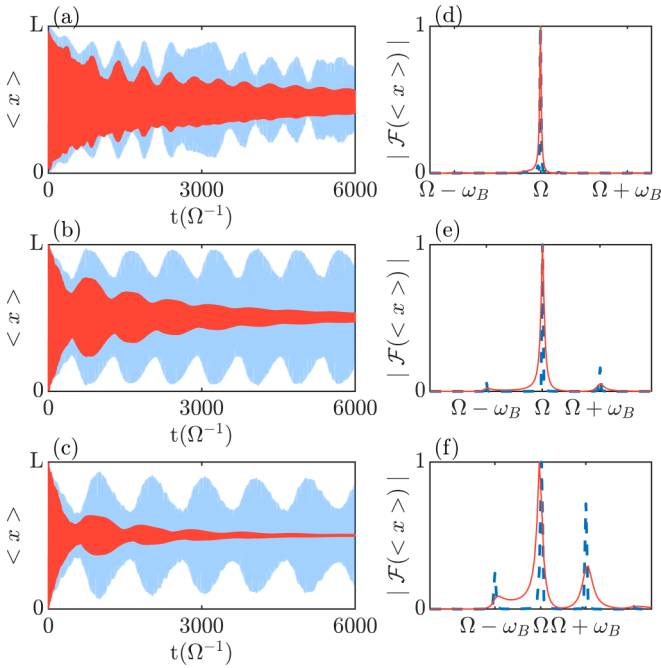 (a)
L
< x >
0
0
3000
6000
t(Ω⁻¹)
(d)
1
| F(< x >) |
0
Ω − ω_B
Ω
Ω + ω_B
(b)
L
< x >
0
0
3000
6000
t(Ω⁻¹)
(e)
1
| F(< x >) |
0
Ω − ω_B
Ω
Ω + ω_B
(c)
L
< x >
0
0
3000
6000
t(Ω⁻¹)
(f)
1
| F(< x >) |
0
Ω − ω_B
Ω
Ω + ω_B